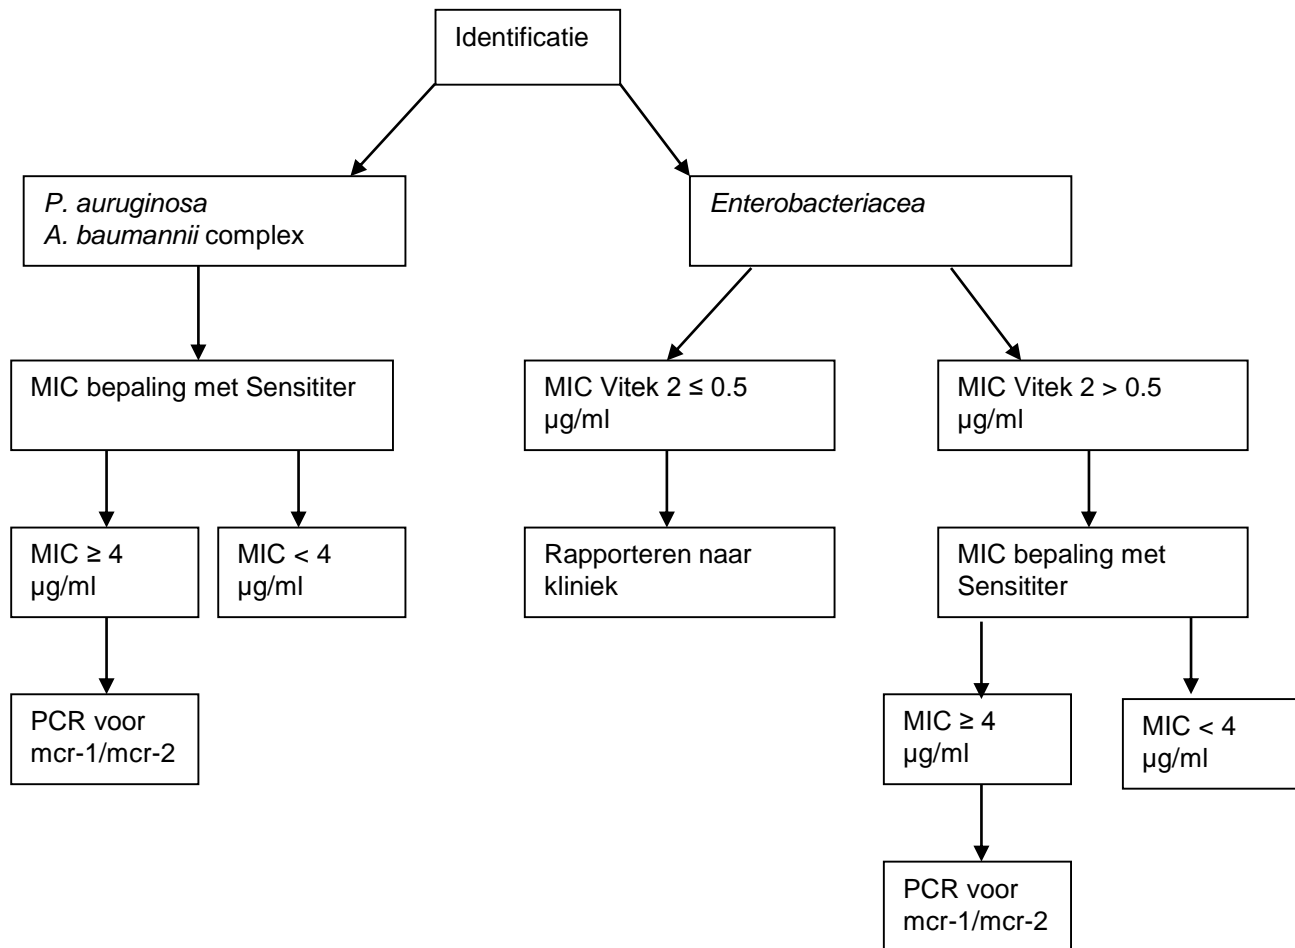 Identificatie
P. auruginosa
A. baumannii complex
Enterobacteriacea
MIC bepaling met Sensititer
MIC Vitek 2 ≤ 0.5
µg/ml
MIC Vitek 2 > 0.5
µg/ml
MIC ≥ 4
µg/ml
MIC < 4
µg/ml
Rapporteren naar
kliniek
MIC bepaling met
Sensititer
PCR voor
mcr-1/mcr-2
MIC ≥ 4
µg/ml
MIC < 4
µg/ml
PCR voor
mcr-1/mcr-2